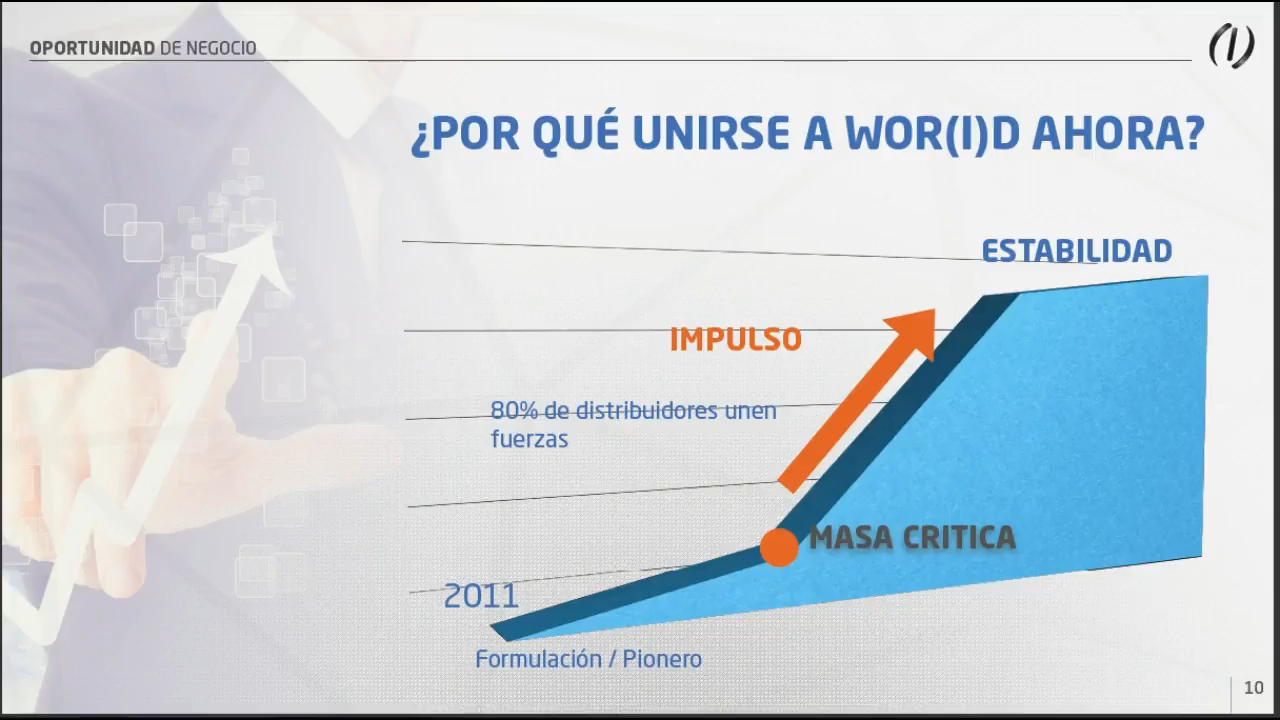 OPORTUNIDAD DE NEGOCIO
¿POR QUÉ UNIRSE A WOR(I)D AHORA?
ESTABILIDAD
IMPULSO
80% de distribuidores unen
fuerzas
MASA CRITICA
2011
Formulación / Pionero
10